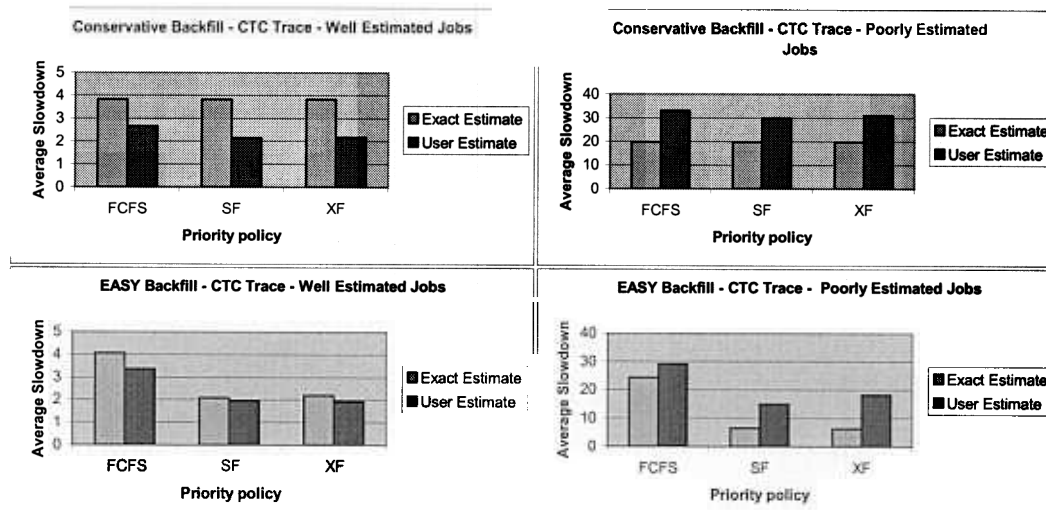 Conservative Backfill - CTC Trace - Well Estimated Jobs
Average Slowdown
5
4
3
2
1
0
FCFS SF XF
Priority policy
Exact Estimate
User Estimate
Conservative Backfill - CTC Trace - Poorly Estimated
Jobs
Average Slowdown
40
30
20
10
0
FCFS SF XF
Priority policy
Exact Estimate
User Estimate
EASY Backfill - CTC Trace - Well Estimated Jobs
Average Slowdown
5
4
3
2
1
0
FCFS SF XF
Priority policy
Exact Estimate
User Estimate
EASY Backfill - CTC Trace - Poorly Estimated Jobs
Average Slowdown
40
30
20
10
0
FCFS SF XF
Priority policy
Exact Estimate
User Estimate